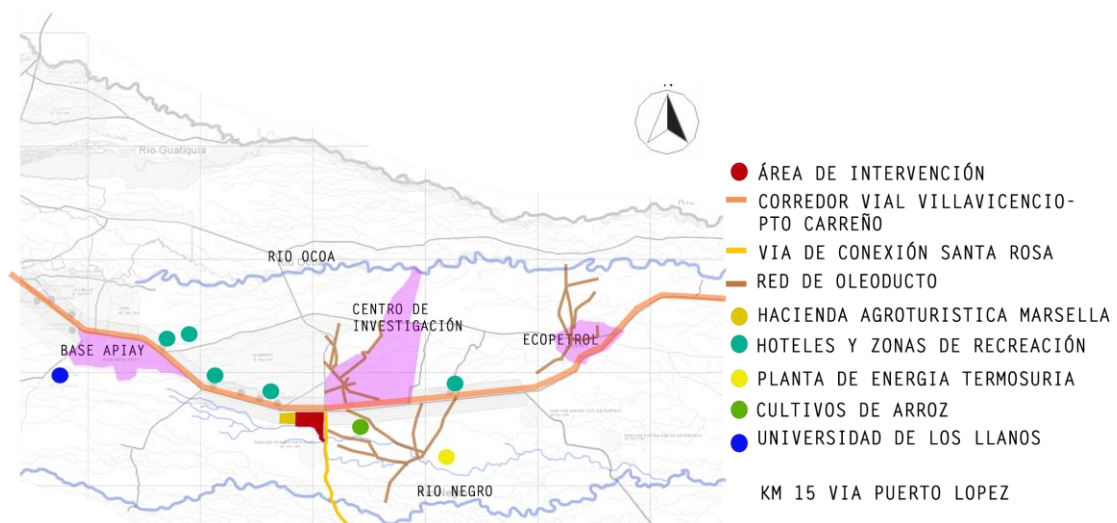 N
Rio Guatiquia
RIO OCOA
CENTRO DE
INVESTIGACIÓN
ECOPETROL
BASE APIAY
RIO NEGRO
ÁREA DE INTERVENCIÓN
CORREDOR VIAL VILLAVICENCIO-
PTO CARREÑO
VIA DE CONEXIÓN SANTA ROSA
RED DE OLEODUCTO
HACIENDA AGROTURISTICA MARSELLA
HOTELES Y ZONAS DE RECREACIÓN
PLANTA DE ENERGIA TERMOSURIA
CULTIVOS DE ARROZ
UNIVERSIDAD DE LOS LLANOS
KM 15 VIA PUERTO LOPEZ